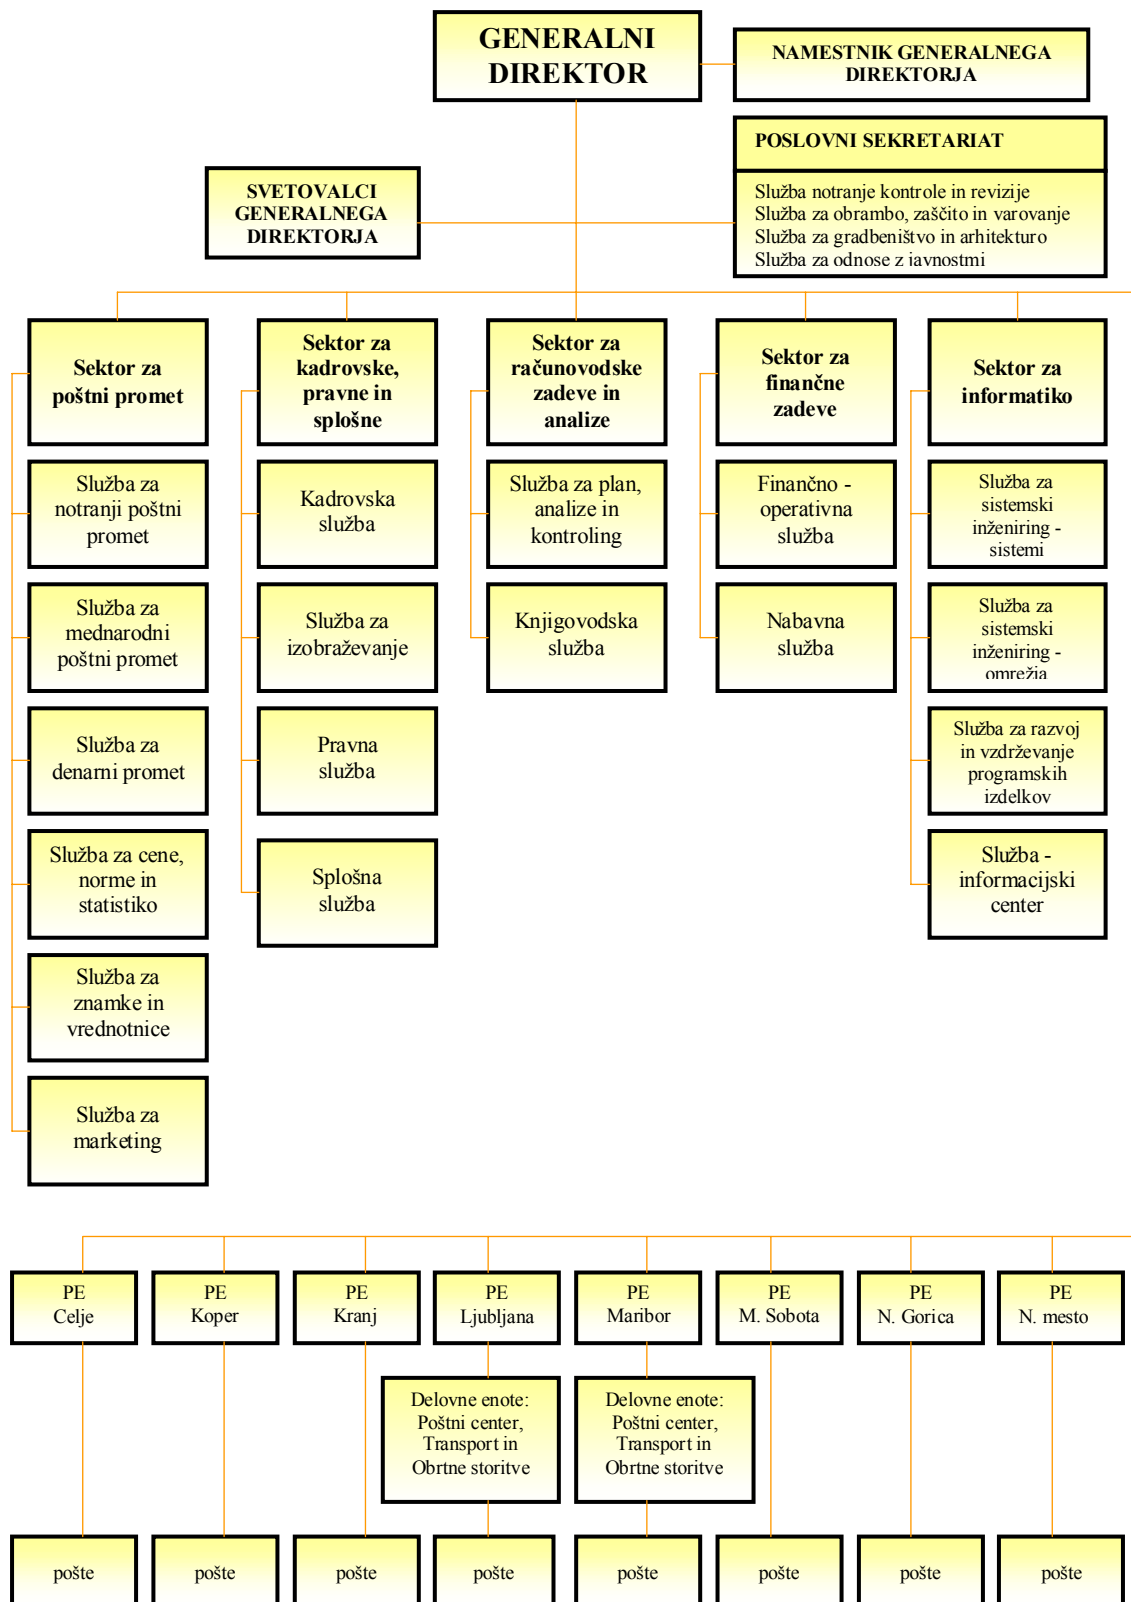 GENERALNI
DIREKTOR
NAMESTNIK GENERALNEGA
DIREKTORJA
POSLOVNI SEKRETARIAT
Služba notranje kontrole in revizije
Služba za obrambo, zaščito in varovanje
Služba za gradbeništvo in arhitekturo
Služba za odnose z javnostmi
SVETOVALCI
GENERALNEGA
DIREKTORJA
Sektor za
poštni promet
Sektor za
kadrovske,
pravne in
splošne
Sektor za
računovodske
zadeve in
analize
Sektor za
finančne
zadeve
Sektor za
informatiko
Služba za
notranji poštni
promet
Kadrovska
služba
Služba za plan,
analize in
kontroling
Finančno -
operativna
služba
Služba za
sistemski
inženiring -
sistemi
Služba za
mednarodni
poštni promet
Služba za
izobraževanje
Knjigovodska
služba
Nabavna
služba
Služba za
sistemski
inženiring -
omrežja
Služba za
denarni promet
Pravna
služba
Služba za razvoj
in vzdrževanje
programskih
izdelkov
Služba za cene,
norme in
statistiko
Splošna
služba
Služba -
informacijski
center
Služba za
znamke in
vrednotnice
Služba za
marketing
PE
Celje
PE
Koper
PE
Kranj
PE
Ljubljana
PE
Maribor
PE
M. Sobota
PE
N. Gorica
PE
N. mesto
Delovne enote:
Poštni center,
Transport in
Obrtne storitve
Delovne enote:
Poštni center,
Transport in
Obrtne storitve
pošte
pošte
pošte
pošte
pošte
pošte
pošte
pošte